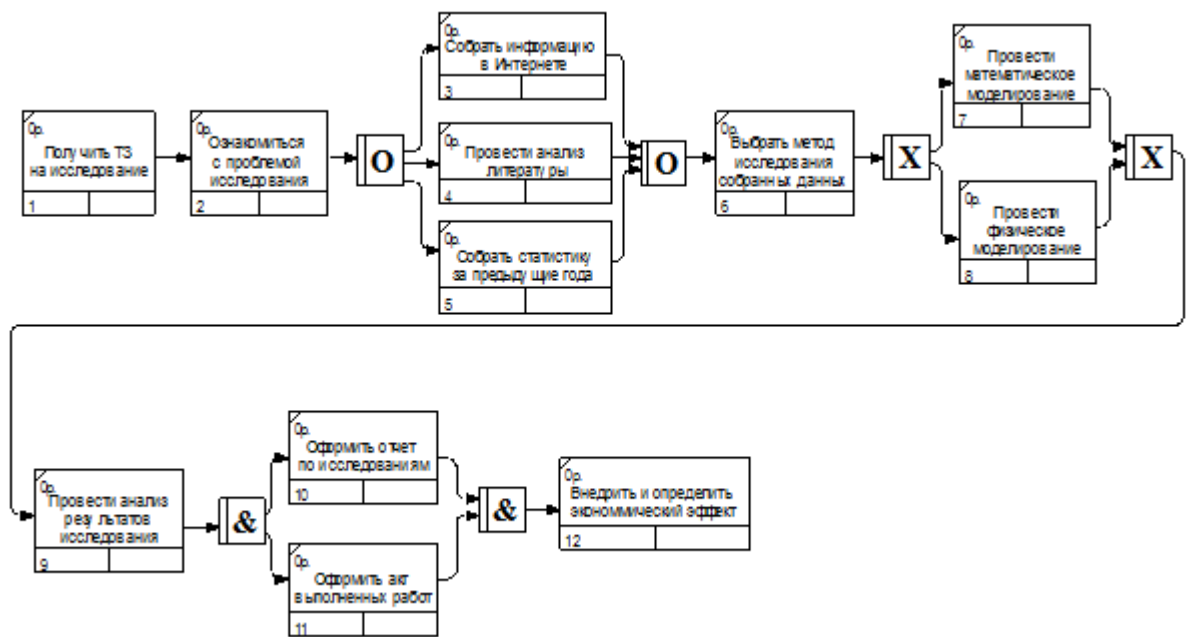 0р.
Получить ТЗ
на исследование
1
0р.
Ознакомиться
с проблемой
исследования
2
O
0р.
Собрать информацию
в Интернете
3
0р.
Провести анализ
литературы
4
0р.
Собрать статистику
за предыдущие года
5
O
0р.
Выбрать метод
исследования
собранных данных
6
X
0р.
Провести
математическое
моделирование
7
0р.
Провести
физическое
моделирование
8
X
0р.
Провести анализ
результатов
исследования
9
&
0р.
Оформить отчет
по исследованиям
10
0р.
Оформить акт
выполненных работ
11
&
0р.
Внедрить и определить
экономмический эффект
12